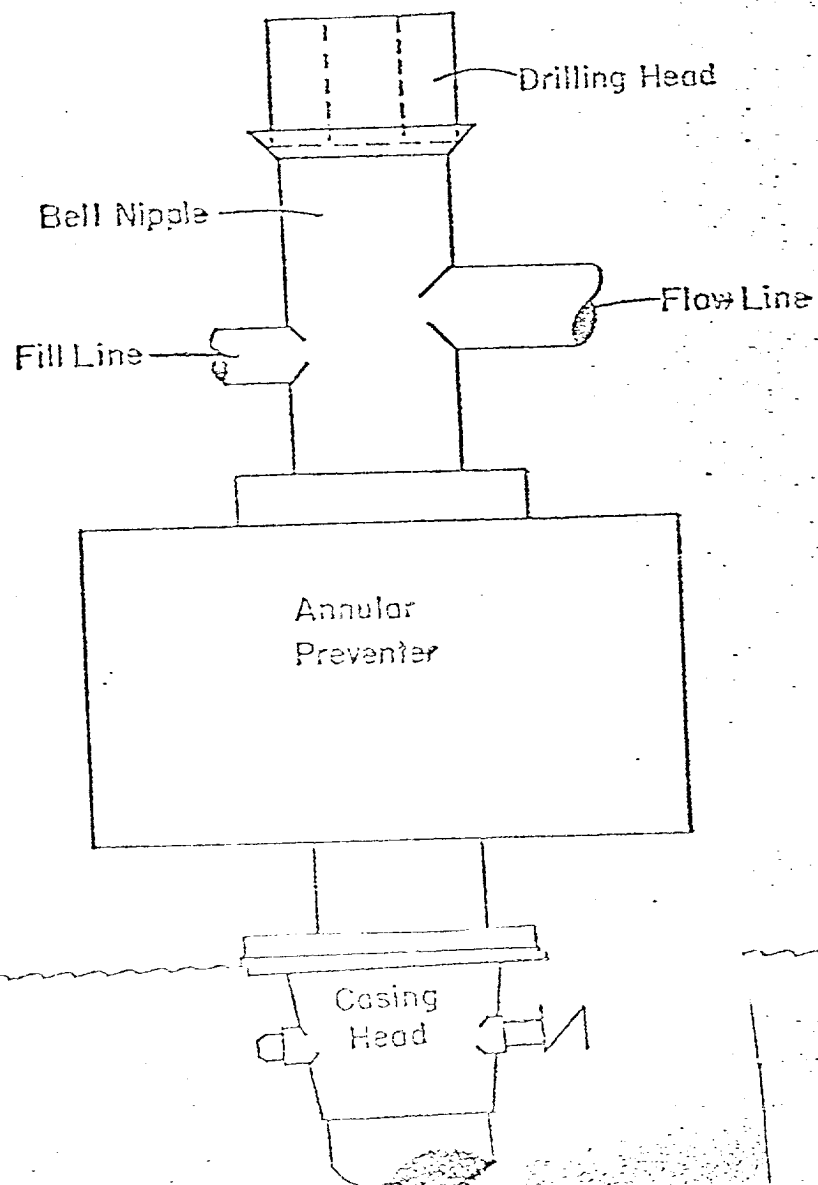 Drilling Head
Bell Nipple
Flow Line
Fill Line
Annular
Preventer
Casing
Head